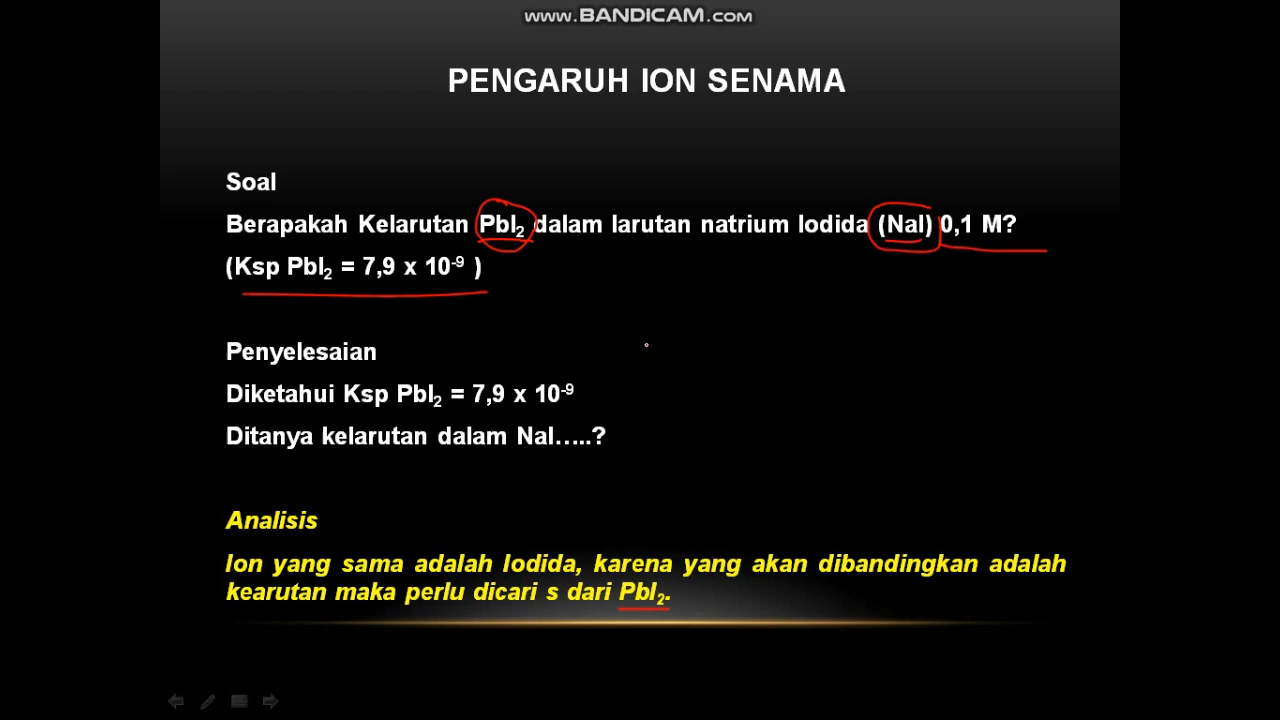 www.BANDICAM.com
PENGARUH ION SENAMA
Soal
Berapakah Kelarutan PbI₂ dalam larutan natrium Iodida (NaI) 0,1 M?
(Ksp PbI₂ = 7,9 x 10⁻⁹ )
Penyelesaian
Diketahui Ksp PbI₂ = 7,9 x 10⁻⁹
Ditanya kelarutan dalam NaI…..?
Analisis
Ion yang sama adalah Iodida, karena yang akan dibandingkan adalah
kearutan maka perlu dicari s dari PbI₂.